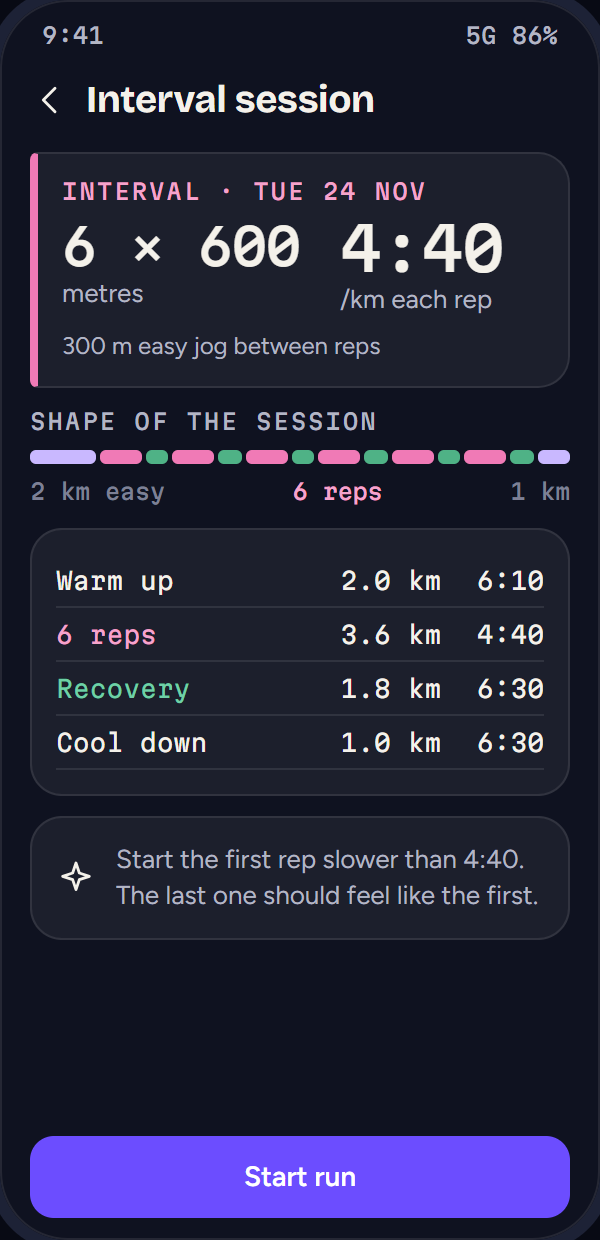 9:41 5G 86%
Interval session
INTERVAL · TUE 24 NOV
6 × 600 4:40
metres /km each rep
300 m easy jog between reps
SHAPE OF THE SESSION
2 km easy 6 reps 1 km
Warm up 2.0 km 6:10
6 reps 3.6 km 4:40
Recovery 1.8 km 6:30
Cool down 1.0 km 6:30
Start the first rep slower than 4:40.
The last one should feel like the first.
Start run